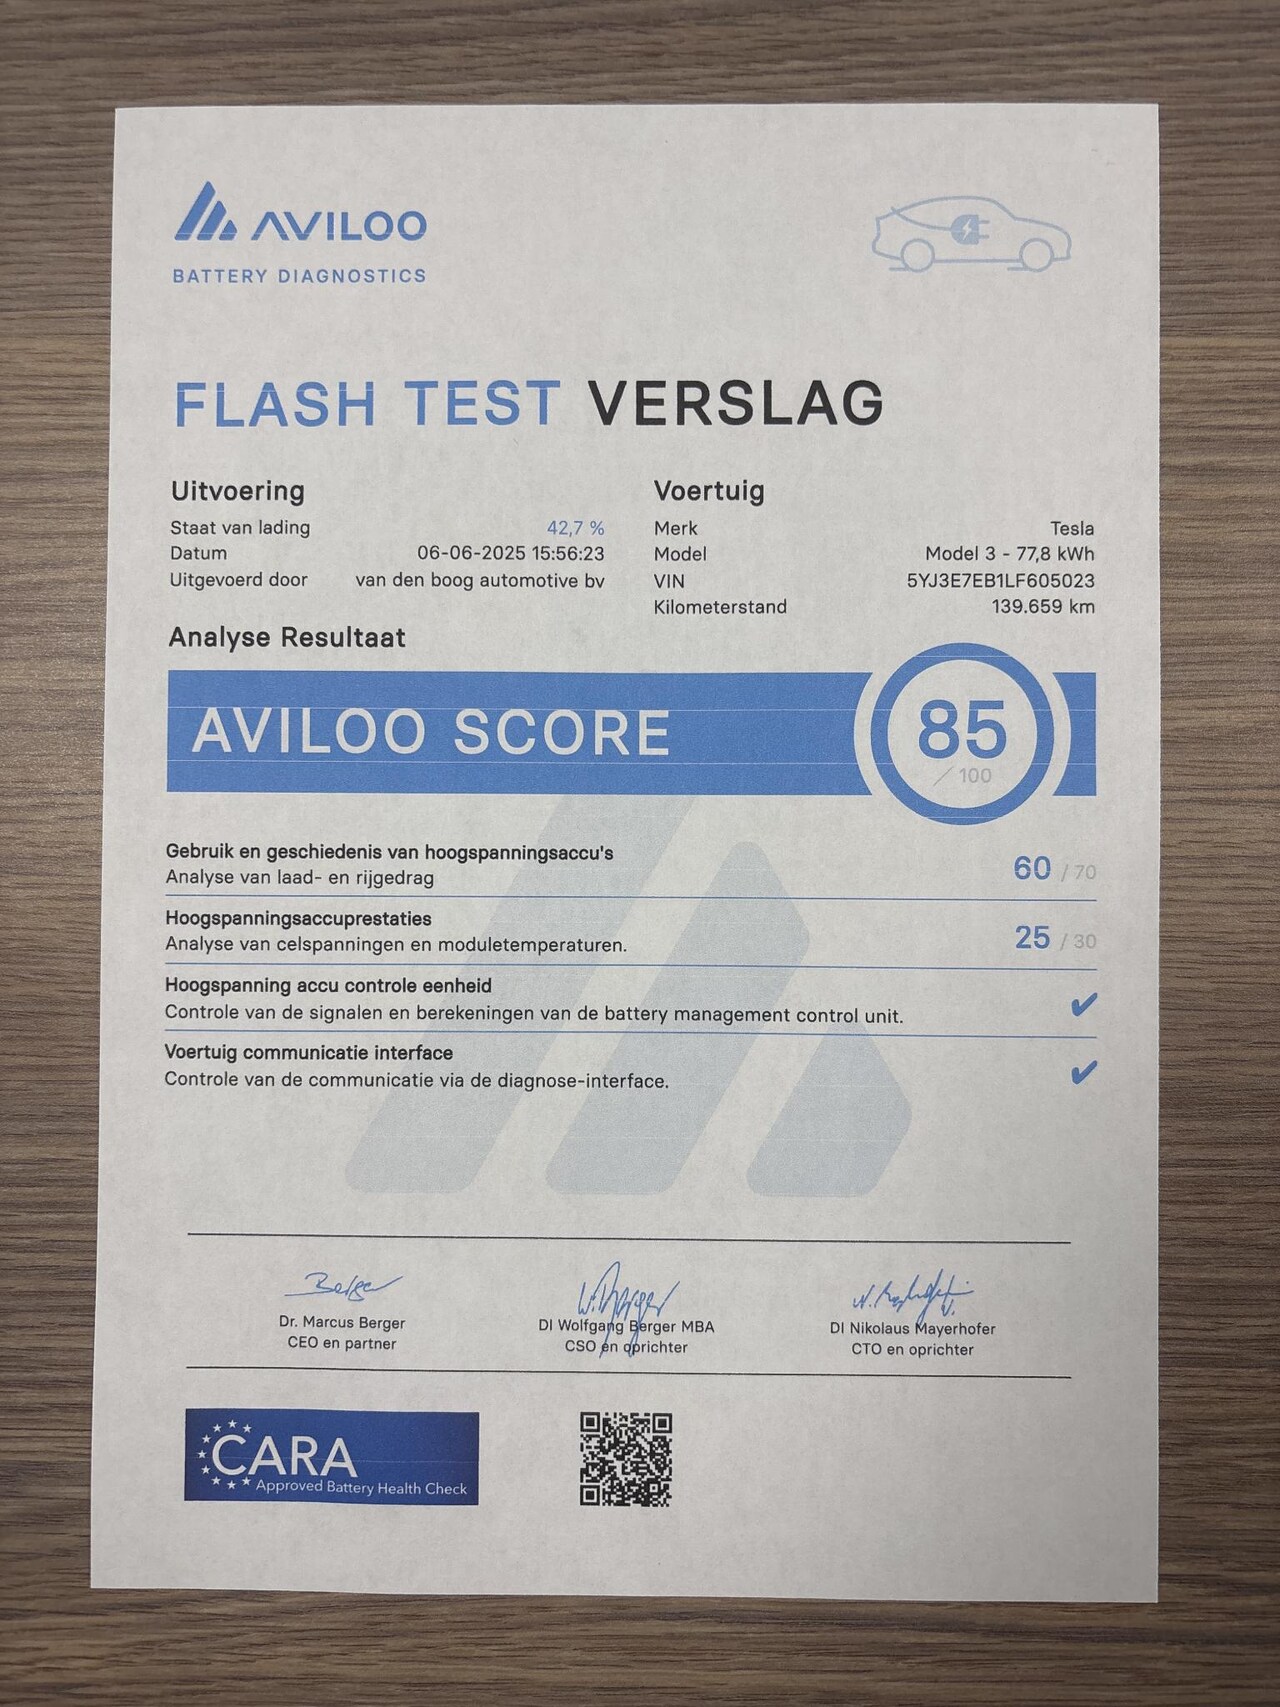 AVILOO
BATTERY DIAGNOSTICS
FLASH TEST VERSLAG
Uitvoering
Staat van lading 42,7 %
Datum 06-06-2025 15:56:23
Uitgevoerd door van den boog automotive bv
Voertuig
Merk Tesla
Model Model 3 - 77,8 kWh
VIN 5YJ3E7EB1LF605023
Kilometerstand 139.659 km
Analyse Resultaat
AVILOO SCORE 85 / 100
Gebruik en geschiedenis van hoogspanningsaccu's
Analyse van laad- en rijgedrag
60 / 70
Hoogspanningsaccuprestaties
Analyse van celspanningen en moduletemperaturen.
25 / 30
Hoogspanning accu controle eenheid
Controle van de signalen en berekeningen van de battery management control unit.
Voertuig communicatie interface
Controle van de communicatie via de diagnose-interface.
Berger
Dr. Marcus Berger
CEO en partner
W. Berger
DI Wolfgang Berger MBA
CSO en oprichter
DI Nikolaus Mayerhofer
CTO en oprichter
CARA
Approved Battery Health Check